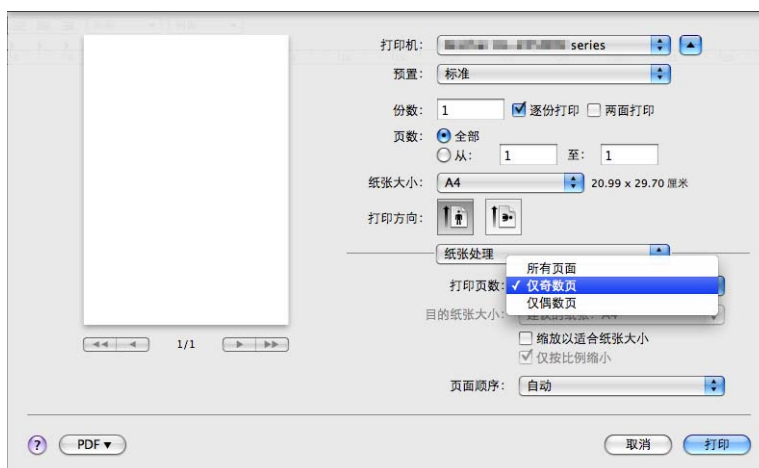 打印机: series
预置: 标准
份数: 1 逐份打印 两面打印
页数: 全部
从: 1 至: 1
纸张大小: A4 20.99 x 29.70 厘米
打印方向:
纸张处理
所有页面
打印页数: ✓ 仅奇数页
仅偶数页
目的纸张大小:
缩放以适合纸张大小
1/1
仅按比例缩小
页面顺序: 自动
? PDF▼ 取消 打印